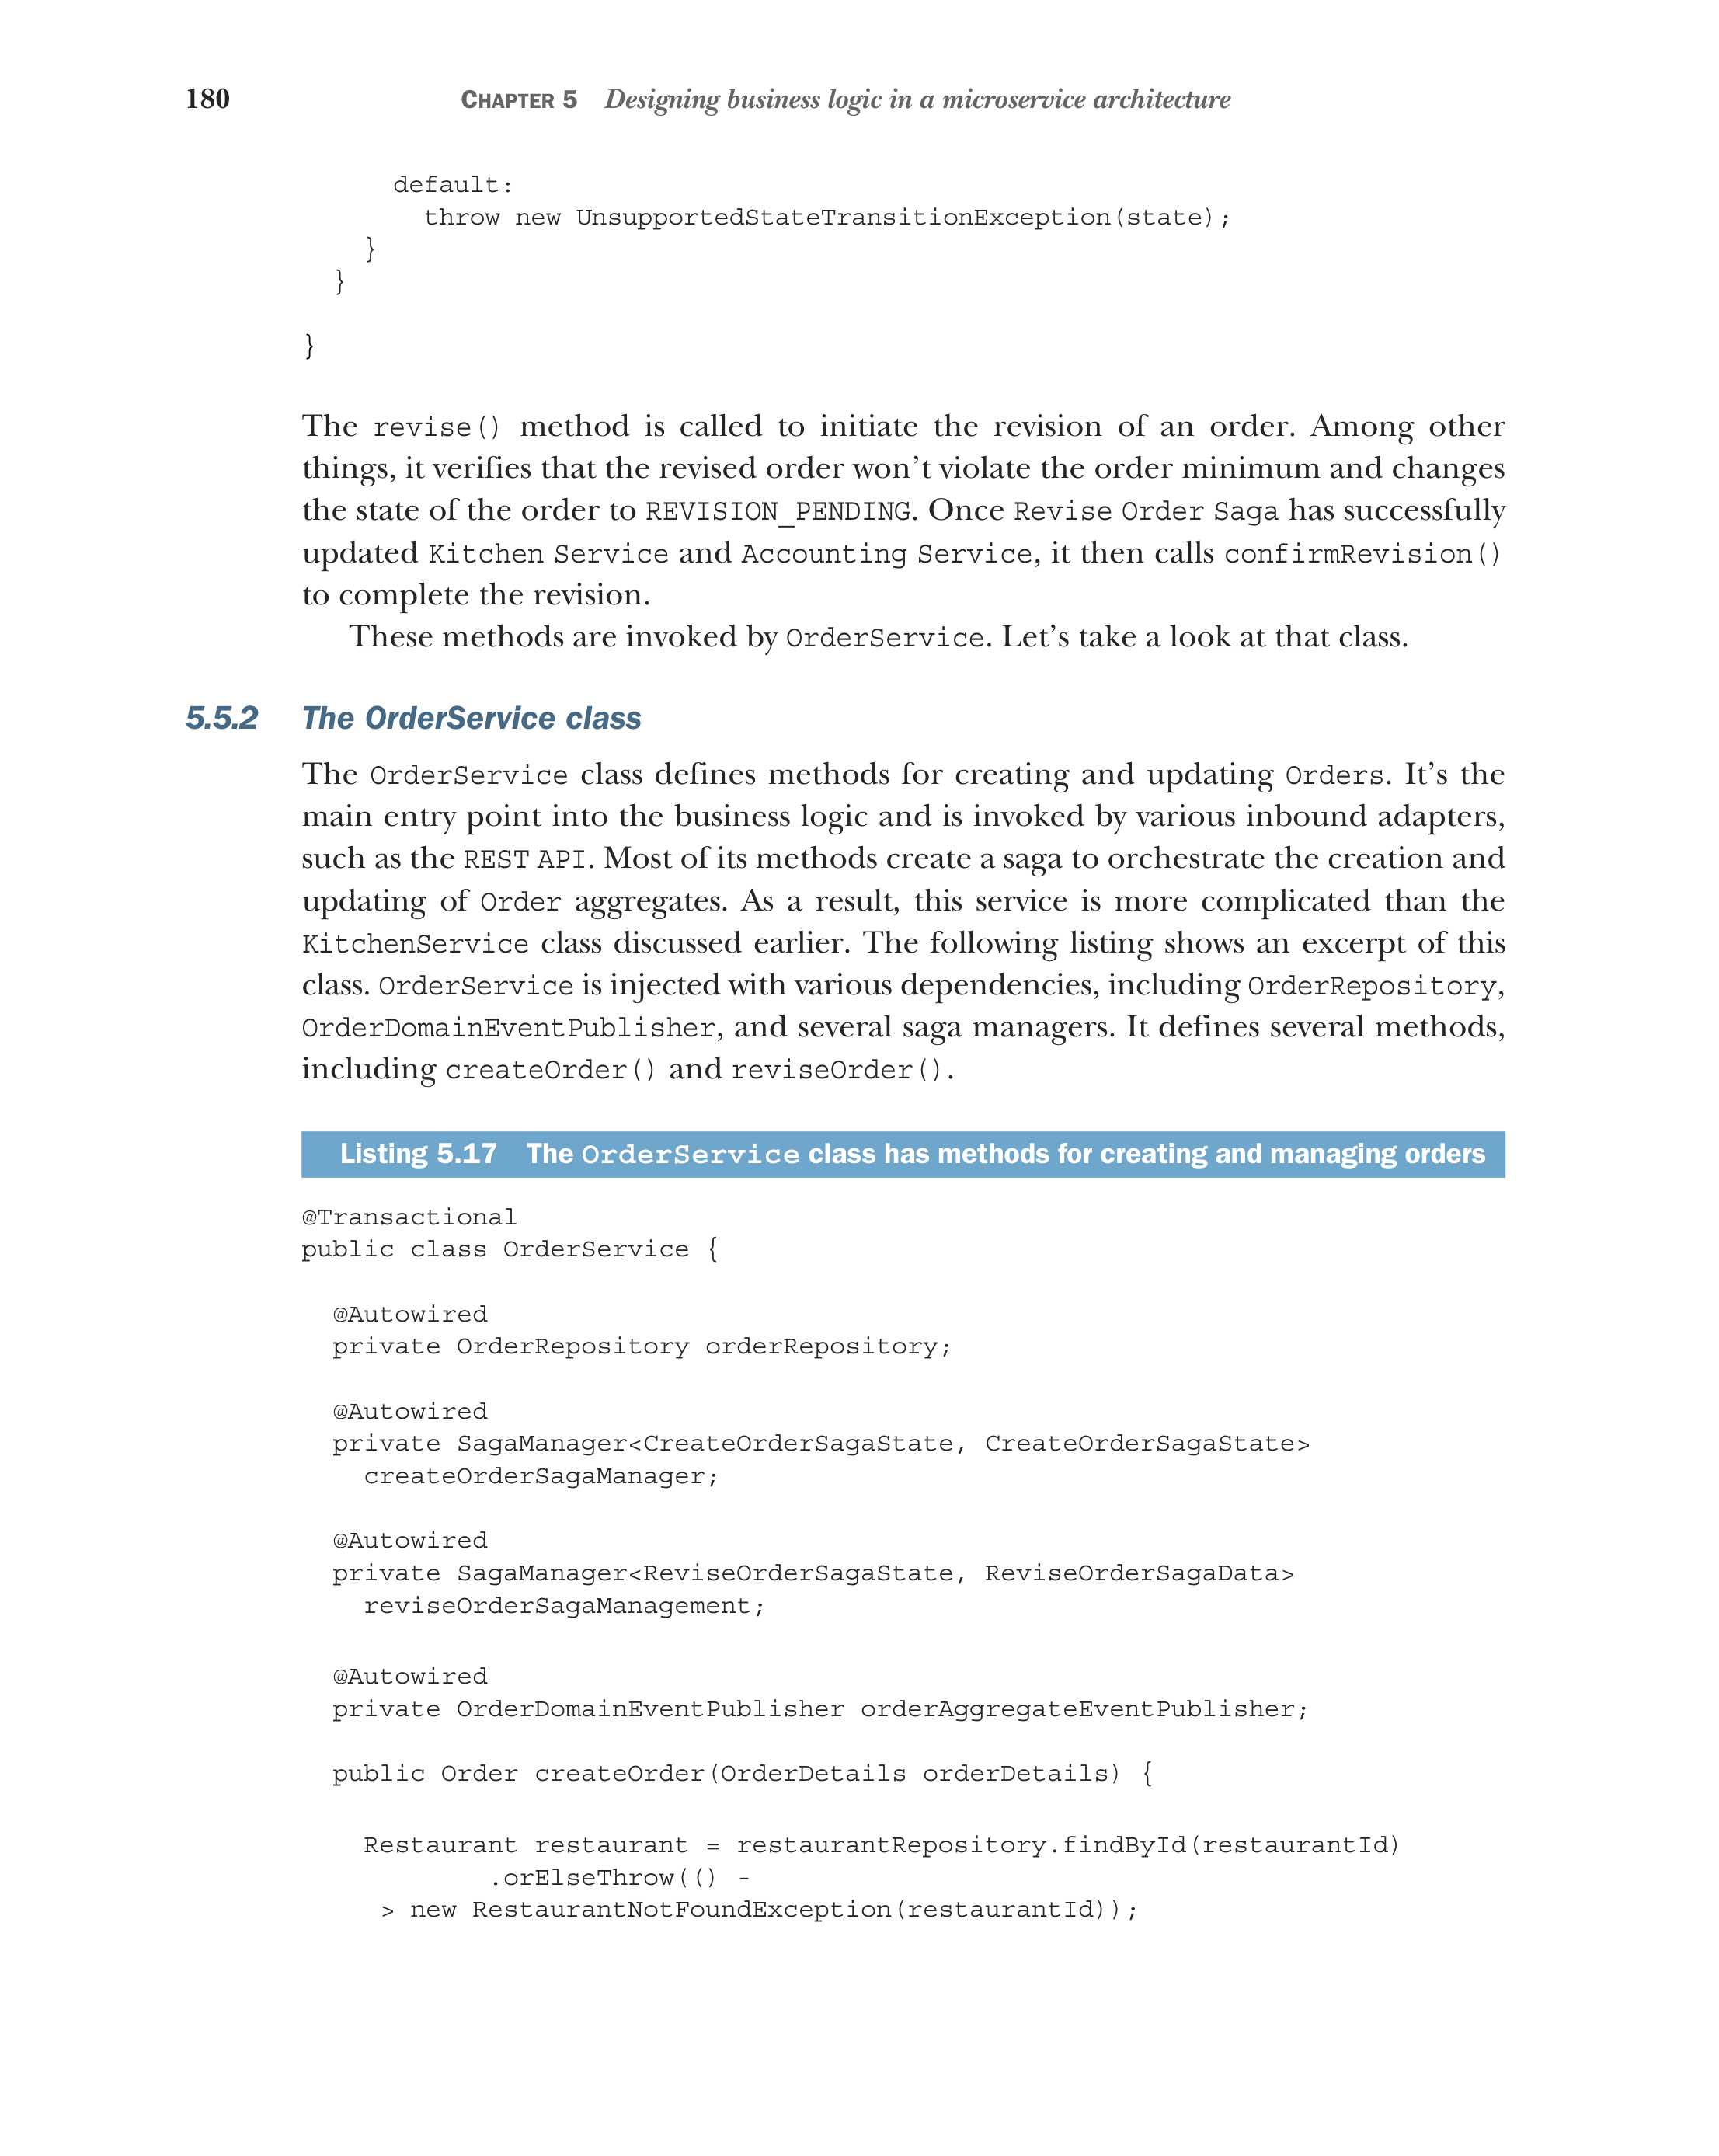 180 CHAPTER 5 Designing business logic in a microservice architecture
default:
throw new UnsupportedStateTransitionException(state);
}
}
}
The revise() method is called to initiate the revision of an order. Among other
things, it verifies that the revised order won’t violate the order minimum and changes
the state of the order to REVISION_PENDING. Once Revise Order Saga has successfully
updated Kitchen Service and Accounting Service, it then calls confirmRevision()
to complete the revision.
These methods are invoked by OrderService. Let’s take a look at that class.
5.5.2 The OrderService class
The OrderService class defines methods for creating and updating Orders. It’s the
main entry point into the business logic and is invoked by various inbound adapters,
such as the REST API. Most of its methods create a saga to orchestrate the creation and
updating of Order aggregates. As a result, this service is more complicated than the
KitchenService class discussed earlier. The following listing shows an excerpt of this
class. OrderService is injected with various dependencies, including OrderRepository,
OrderDomainEventPublisher, and several saga managers. It defines several methods,
including createOrder() and reviseOrder().
Listing 5.17 The OrderService class has methods for creating and managing orders
@Transactional
public class OrderService {
@Autowired
private OrderRepository orderRepository;
@Autowired
private SagaManager<CreateOrderSagaState, CreateOrderSagaState>
createOrderSagaManager;
@Autowired
private SagaManager<ReviseOrderSagaState, ReviseOrderSagaData>
reviseOrderSagaManagement;
@Autowired
private OrderDomainEventPublisher orderAggregateEventPublisher;
public Order createOrder(OrderDetails orderDetails) {
Restaurant restaurant = restaurantRepository.findById(restaurantId)
.orElseThrow(() -
> new RestaurantNotFoundException(restaurantId));